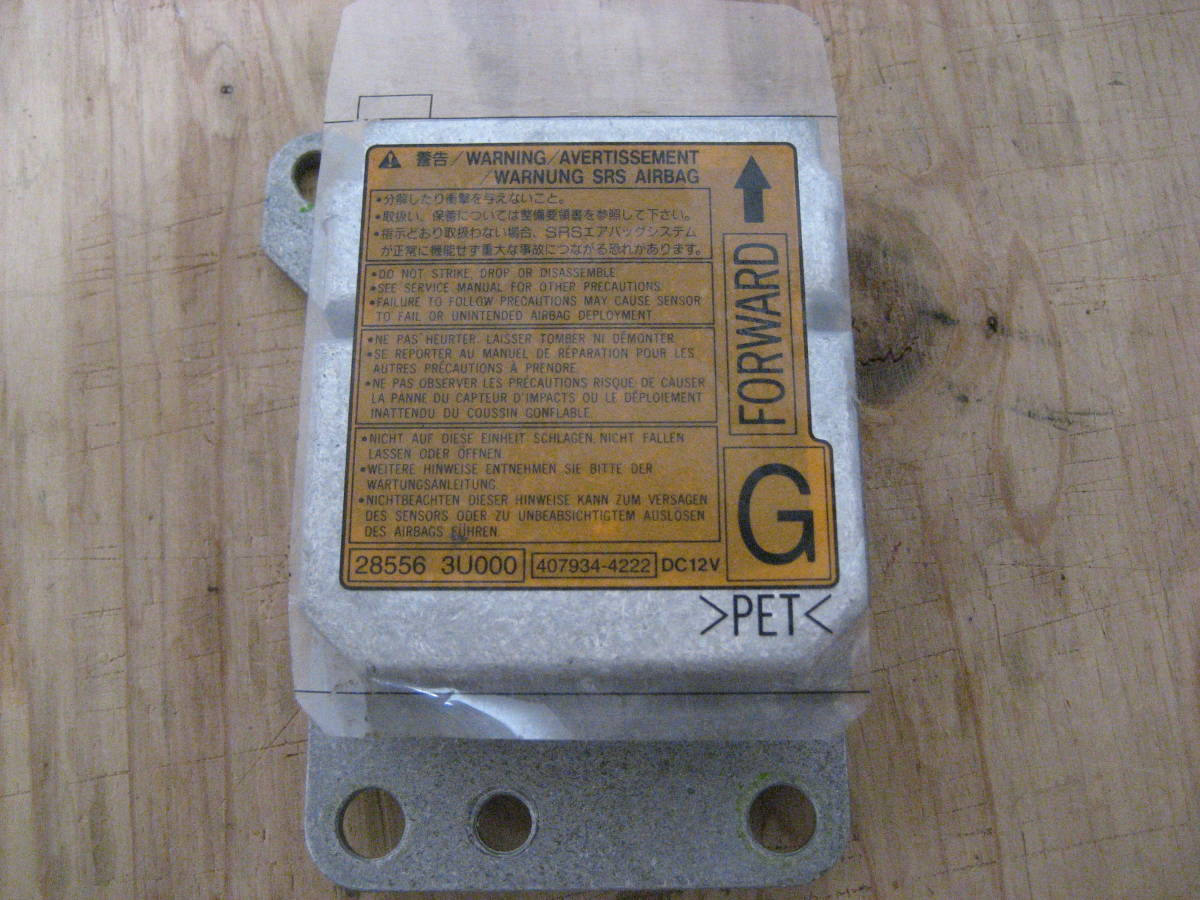 警告/WARNING/AVERTISSEMENT
/WARNUNG SRS AIRBAG
•分解したり衝撃を与えないこと。
•取扱い、保管については整備要領書を参照して下さい。
•指示どおり取扱わない場合、SRSエアバッグシステム
が正常に機能せず重大な事故につながる恐れがあります。
•DO NOT STRIKE, DROP OR DISASSEMBLE.
•SEE SERVICE MANUAL FOR OTHER PRECAUTIONS.
•FAILURE TO FOLLOW PRECAUTIONS MAY CAUSE SENSOR
TO FAIL OR UNINTENDED AIRBAG DEPLOYMENT.
•NE PAS HEURTER, LAISSER TOMBER NI DÉMONTER.
•SE REPORTER AU MANUEL DE RÉPARATION POUR LES
AUTRES PRÉCAUTIONS À PRENDRE.
•NE PAS OBSERVER LES PRÉCAUTIONS RISQUE DE CAUSER
LA PANNE DU CAPTEUR D'IMPACTS OU LE DÉPLOIEMENT
INATTENDU DU COUSSIN GONFLABLE.
•NICHT AUF DIESE EINHEIT SCHLAGEN, NICHT FALLEN
LASSEN ODER ÖFFNEN.
•WEITERE HINWEISE ENTNEHMEN SIE BITTE DER
WARTUNGSANLEITUNG.
•NICHTBEACHTEN DIESER HINWEISE KANN ZUM VERSAGEN
DES SENSORS ODER ZU UNBEABSICHTIGTEM AUSLÖSEN
DES AIRBAGS FÜHREN.
28556 3U000 407934-4222 DC12V
FORWARD
G
>PET<